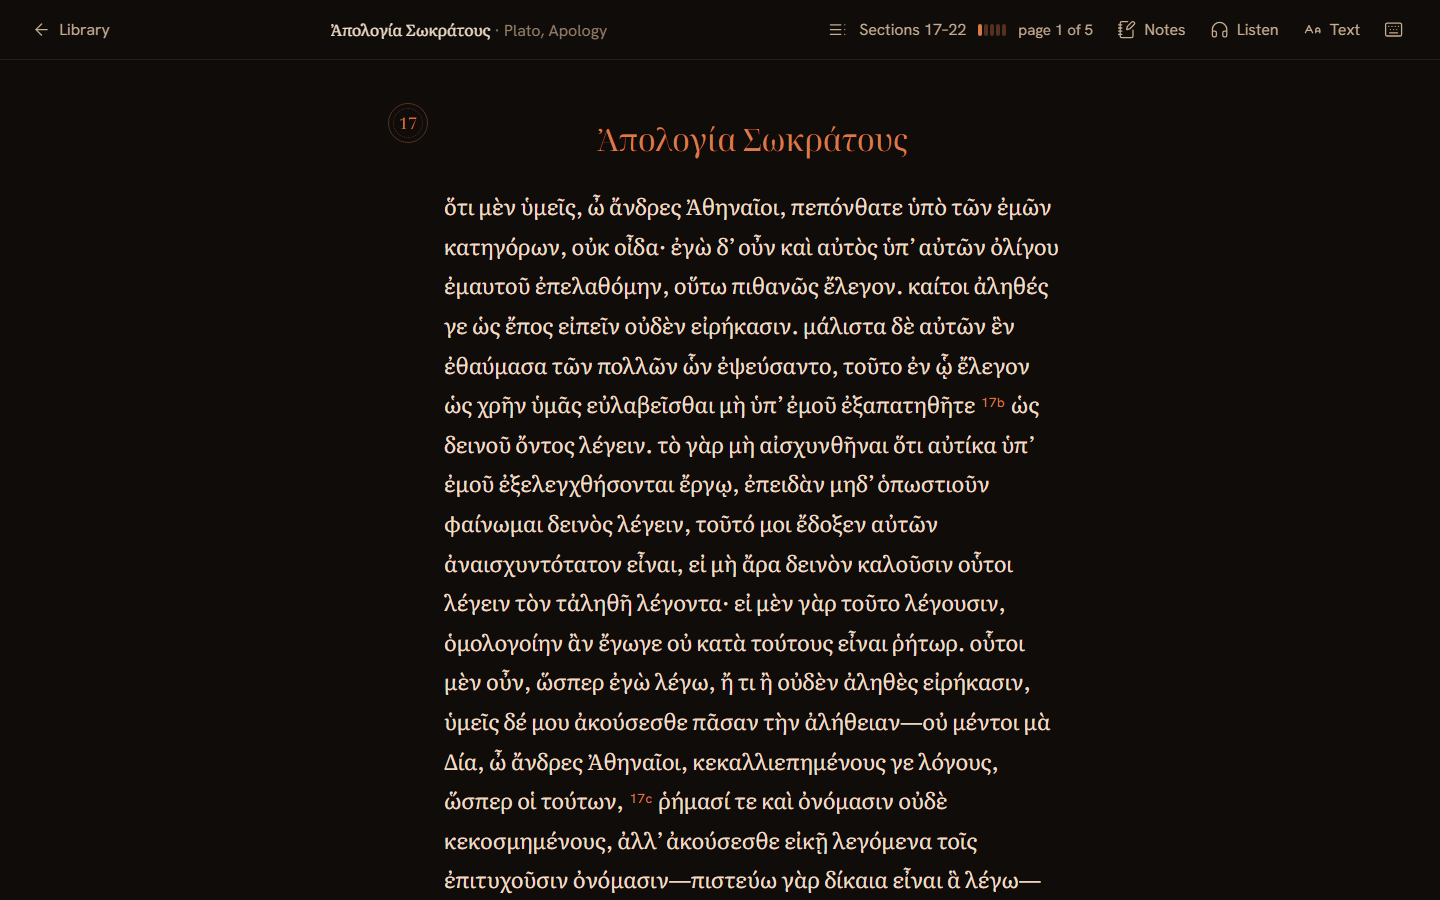 Library
Ἀπολογία Σωκράτους · Plato, Apology
Sections 17–22
page 1 of 5
Notes
Listen
Text
17
Ἀπολογία Σωκράτους
ὅτι μὲν ὑμεῖς, ὦ ἄνδρες Ἀθηναῖοι, πεπόνθατε ὑπὸ τῶν ἐμῶν
κατηγόρων, οὐκ οἶδα· ἐγὼ δ’ οὖν καὶ αὐτὸς ὑπ’ αὐτῶν ὀλίγου
ἐμαυτοῦ ἐπελαθόμην, οὕτω πιθανῶς ἔλεγον. καίτοι ἀληθές
γε ὡς ἔπος εἰπεῖν οὐδὲν εἰρήκασιν. μάλιστα δὲ αὐτῶν ἓν
ἐθαύμασα τῶν πολλῶν ὧν ἐψεύσαντο, τοῦτο ἐν ᾧ ἔλεγον
ὡς χρῆν ὑμᾶς εὐλαβεῖσθαι μὴ ὑπ’ ἐμοῦ ἐξαπατηθῆτε 17b ὡς
δεινοῦ ὄντος λέγειν. τὸ γὰρ μὴ αἰσχυνθῆναι ὅτι αὐτίκα ὑπ’
ἐμοῦ ἐξελεγχθήσονται ἔργῳ, ἐπειδὰν μηδ’ ὁπωστιοῦν
φαίνωμαι δεινὸς λέγειν, τοῦτό μοι ἔδοξεν αὐτῶν
ἀναισχυντότατον εἶναι, εἰ μὴ ἄρα δεινὸν καλοῦσιν οὗτοι
λέγειν τὸν τἀληθῆ λέγοντα· εἰ μὲν γὰρ τοῦτο λέγουσιν,
ὁμολογοίην ἂν ἔγωγε οὐ κατὰ τούτους εἶναι ῥήτωρ. οὗτοι
μὲν οὖν, ὥσπερ ἐγὼ λέγω, ἤ τι ἢ οὐδὲν ἀληθὲς εἰρήκασιν,
ὑμεῖς δέ μου ἀκούσεσθε πᾶσαν τὴν ἀλήθειαν—οὐ μέντοι μὰ
Δία, ὦ ἄνδρες Ἀθηναῖοι, κεκαλλιεπημένους γε λόγους,
ὥσπερ οἱ τούτων, 17c ῥήμασί τε καὶ ὀνόμασιν οὐδὲ
κεκοσμημένους, ἀλλ’ ἀκούσεσθε εἰκῇ λεγόμενα τοῖς
ἐπιτυχοῦσιν ὀνόμασιν—πιστεύω γὰρ δίκαια εἶναι ἃ λέγω—